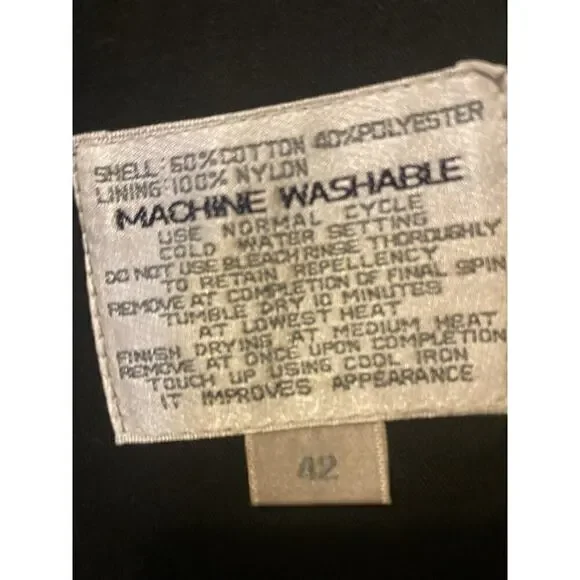 SHELL: 60% COTTON 40% POLYESTER
LINING: 100% NYLON
MACHINE WASHABLE
USE NORMAL CYCLE
COLD WATER SETTING
DO NOT USE BLEACH RINSE THOROUGHLY
TO RETAIN REPELLENCY
REMOVE AT COMPLETION OF FINAL SPIN
TUMBLE DRY 10 MINUTES
AT LOWEST HEAT
FINISH DRYING AT MEDIUM HEAT
REMOVE AT ONCE UPON COMPLETION
TOUCH UP USING COOL IRON
IT IMPROVES APPEARANCE
42